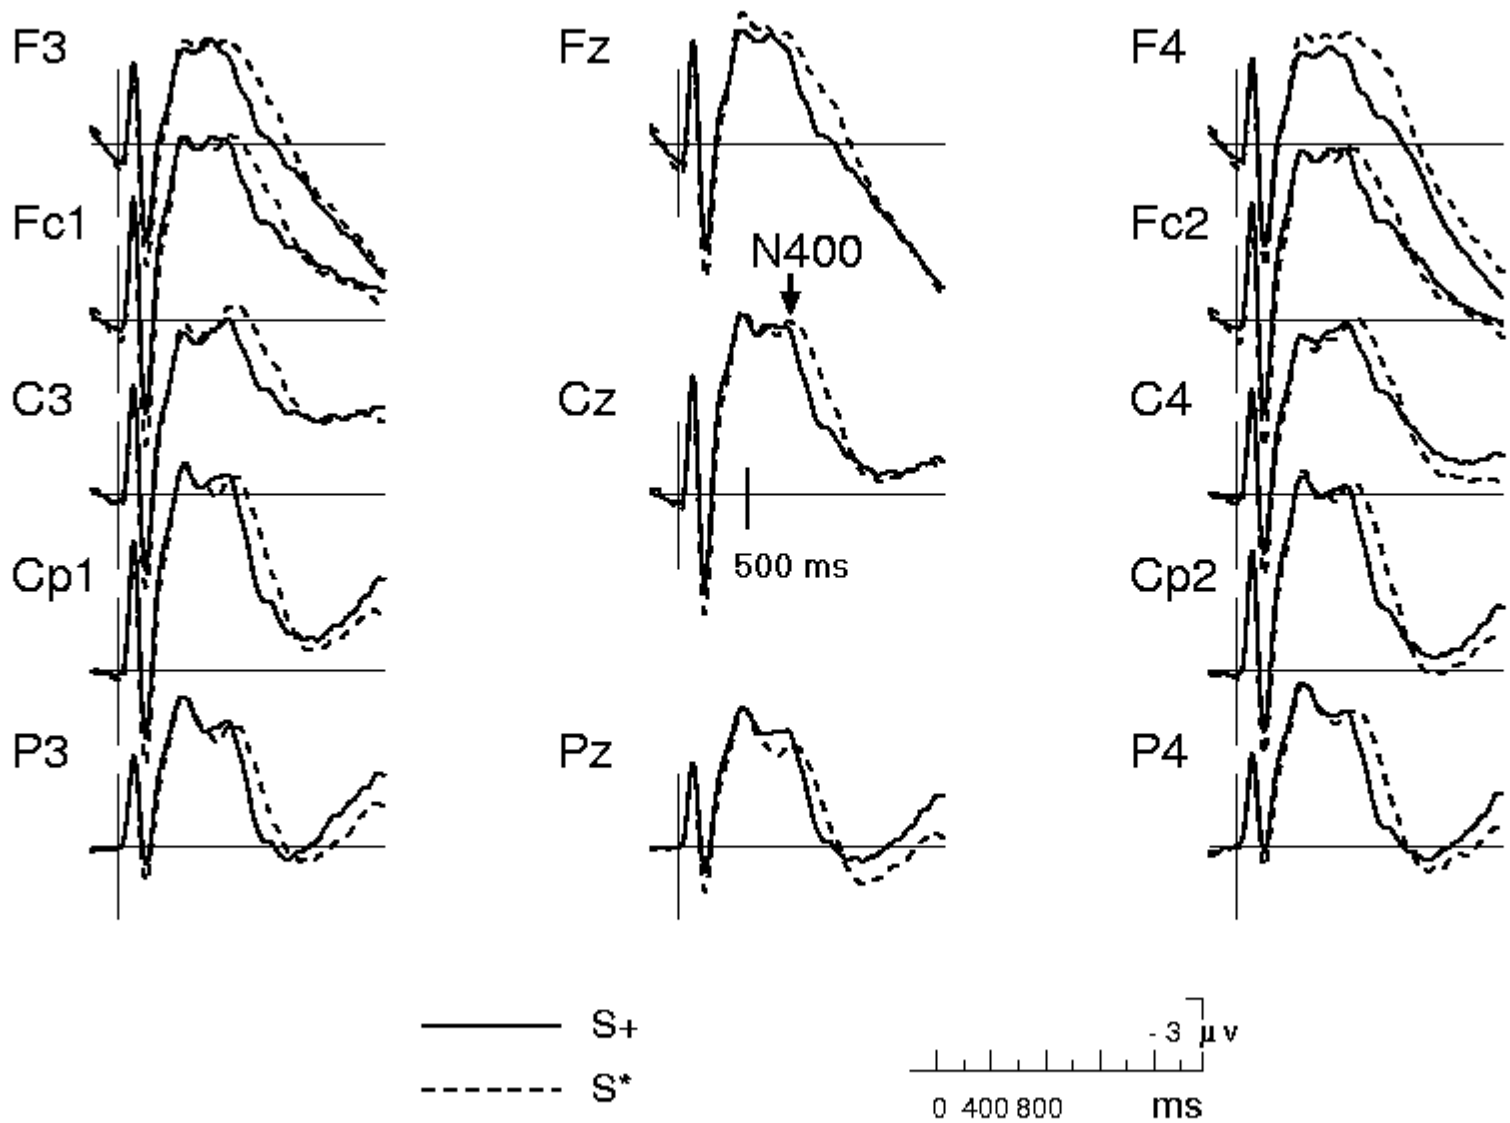 F3 Fz F4
Fc1 N400 Fc2
C3 Cz C4
500 ms
Cp1 Cp2
P3 Pz P4
S+
S*
- 3 μv
0 400 800 ms